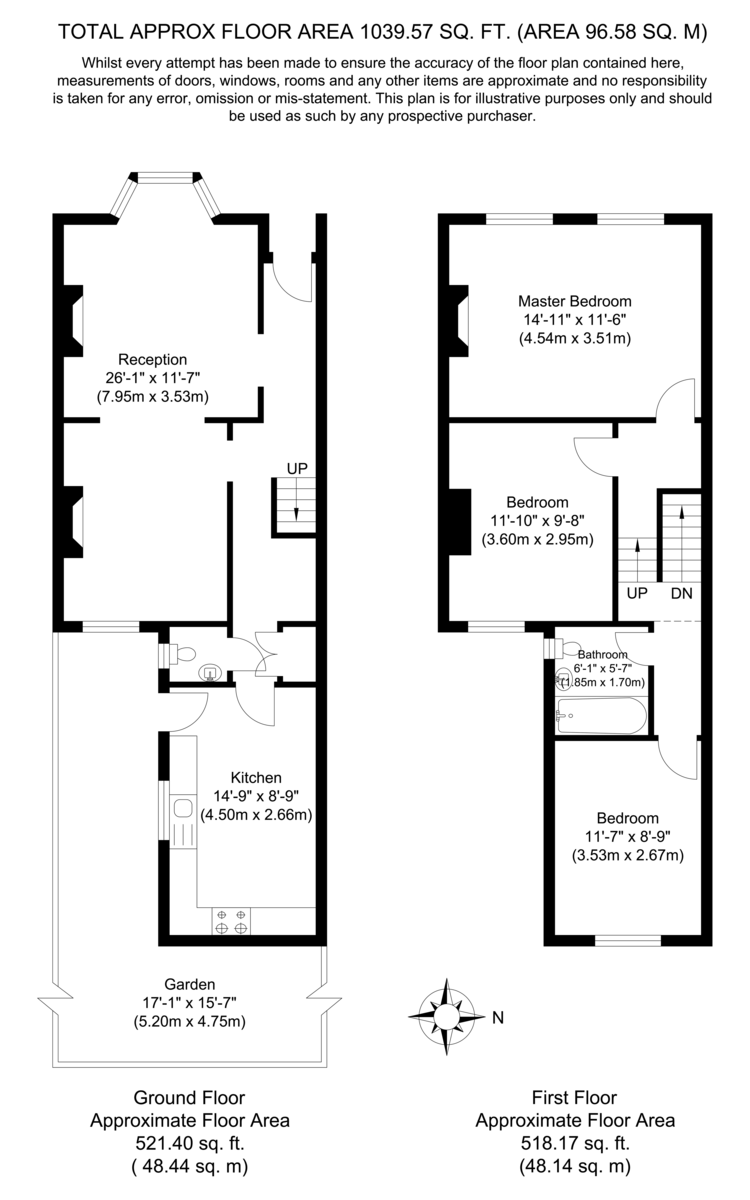 TOTAL APPROX FLOOR AREA 1039.57 SQ. FT. (AREA 96.58 SQ. M)
Whilst every attempt has been made to ensure the accuracy of the floor plan contained here,
measurements of doors, windows, rooms and any other items are approximate and no responsibility
is taken for any error, omission or mis-statement. This plan is for illustrative purposes only and should
be used as such by any prospective purchaser.
Reception
26'-1" x 11'-7"
(7.95m x 3.53m)
UP
Kitchen
14'-9" x 8'-9"
(4.50m x 2.66m)
Garden
17'-1" x 15'-7"
(5.20m x 4.75m)
Ground Floor
Approximate Floor Area
521.40 sq. ft.
( 48.44 sq. m)
Master Bedroom
14'-11" x 11'-6"
(4.54m x 3.51m)
Bedroom
11'-10" x 9'-8"
(3.60m x 2.95m)
UP
DN
Bathroom
6'-1" x 5'-7"
(1.85m x 1.70m)
Bedroom
11'-7" x 8'-9"
(3.53m x 2.67m)
N
First Floor
Approximate Floor Area
518.17 sq. ft.
(48.14 sq. m)